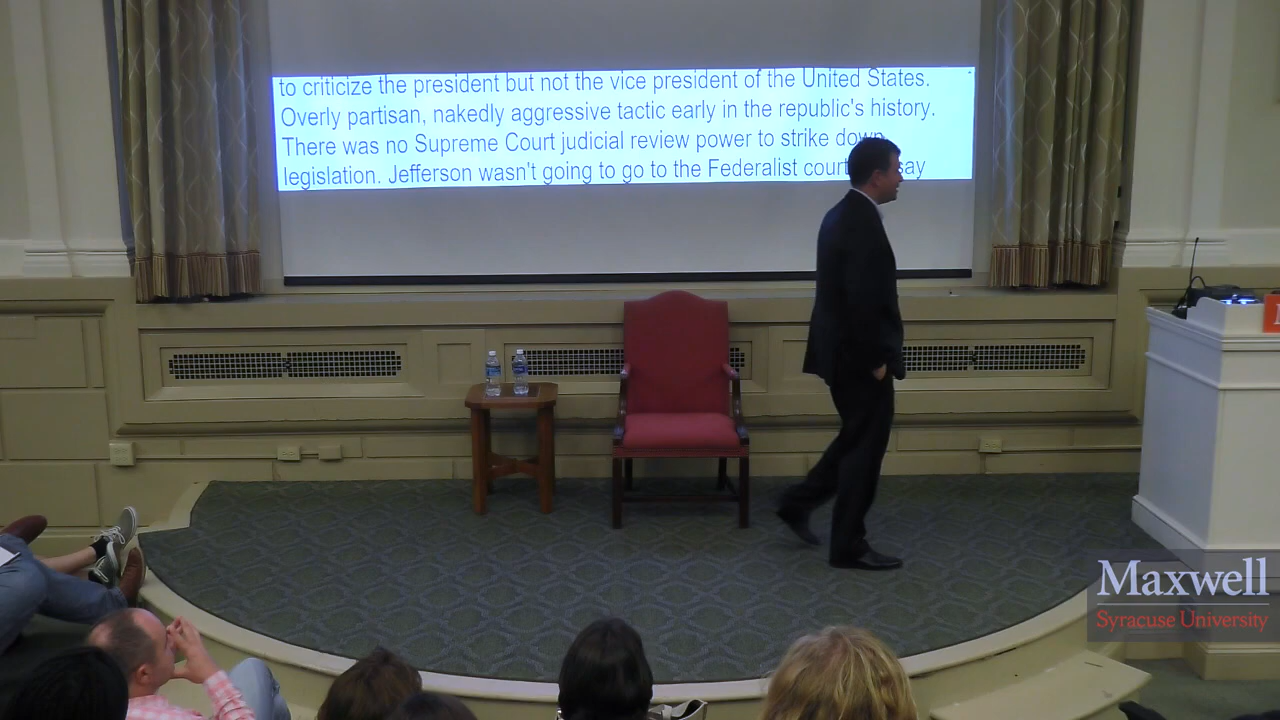 to criticize the president but not the vice president of the United States.
Overly partisan, nakedly aggressive tactic early in the republic's history.
There was no Supreme Court judicial review power to strike down
legislation. Jefferson wasn't going to go to the Federalist court say
Maxwell
Syracuse University